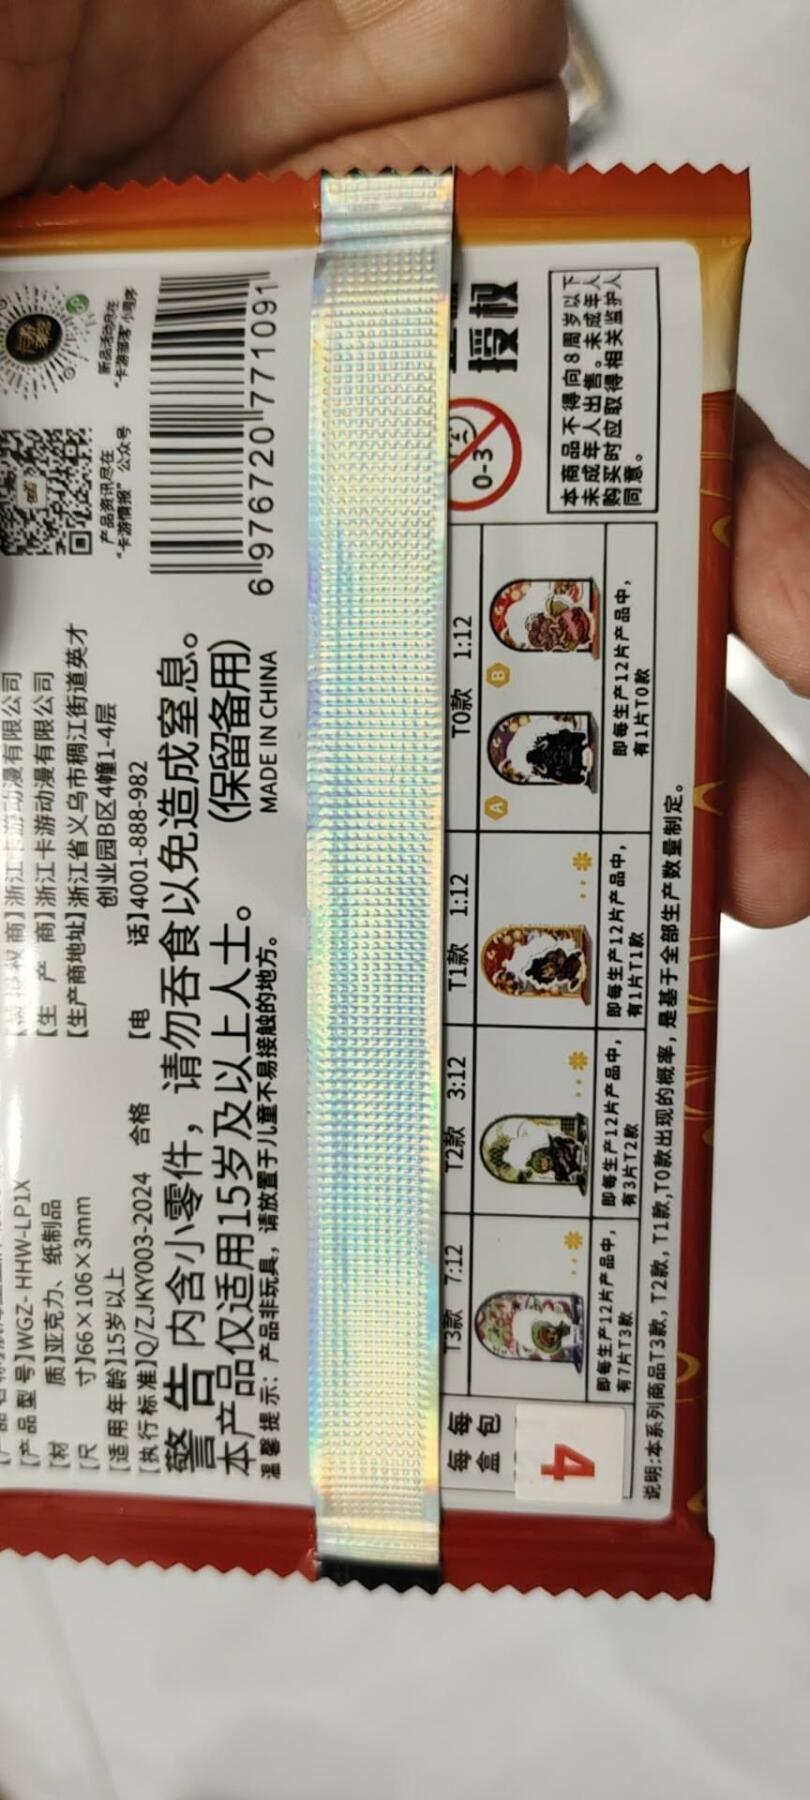 【产品型号】WGZ- HHW-LP1X
【材 质】亚克力、纸制品
【尺 寸】66×106×3mm
【适用年龄】15岁以上
【执行标准】Q/ZJKY003-2024 合格
浙江卡游动漫有限公司
【生 产 商】浙江卡游动漫有限公司
【生产商地址】浙江省义乌市稠江街道英才
创业园B区4幢1-4层
【电 话】4001-888-982
产品资讯尽在
“卡游情报”公众号
新品活动尽在
“卡游部落”小程序
6 976720 771091
警告 内含小零件，请勿吞食以免造成窒息。
本产品仅适用15岁及以上人士。(保留备用)
温馨提示：产品非玩具，请放置于儿童不易接触的地方。
MADE IN CHINA
授权
0-3
本商品不得向8周岁以下
未成年人出售。未成年人
购买时应取得相关监护人
同意。
每盒
每包
4
T3款 7:12
即每生产12片产品中，
有7片T3款
T2款 3:12
即每生产12片产品中，
有3片T2款
T1款 1:12
即每生产12片产品中，
有1片T1款
T0款 1:12
A
B
即每生产12片产品中，
有1片T0款
说明:本系列商品T3款，T2款，T1款,T0款出现的概率，是基于全部生产数量制定。